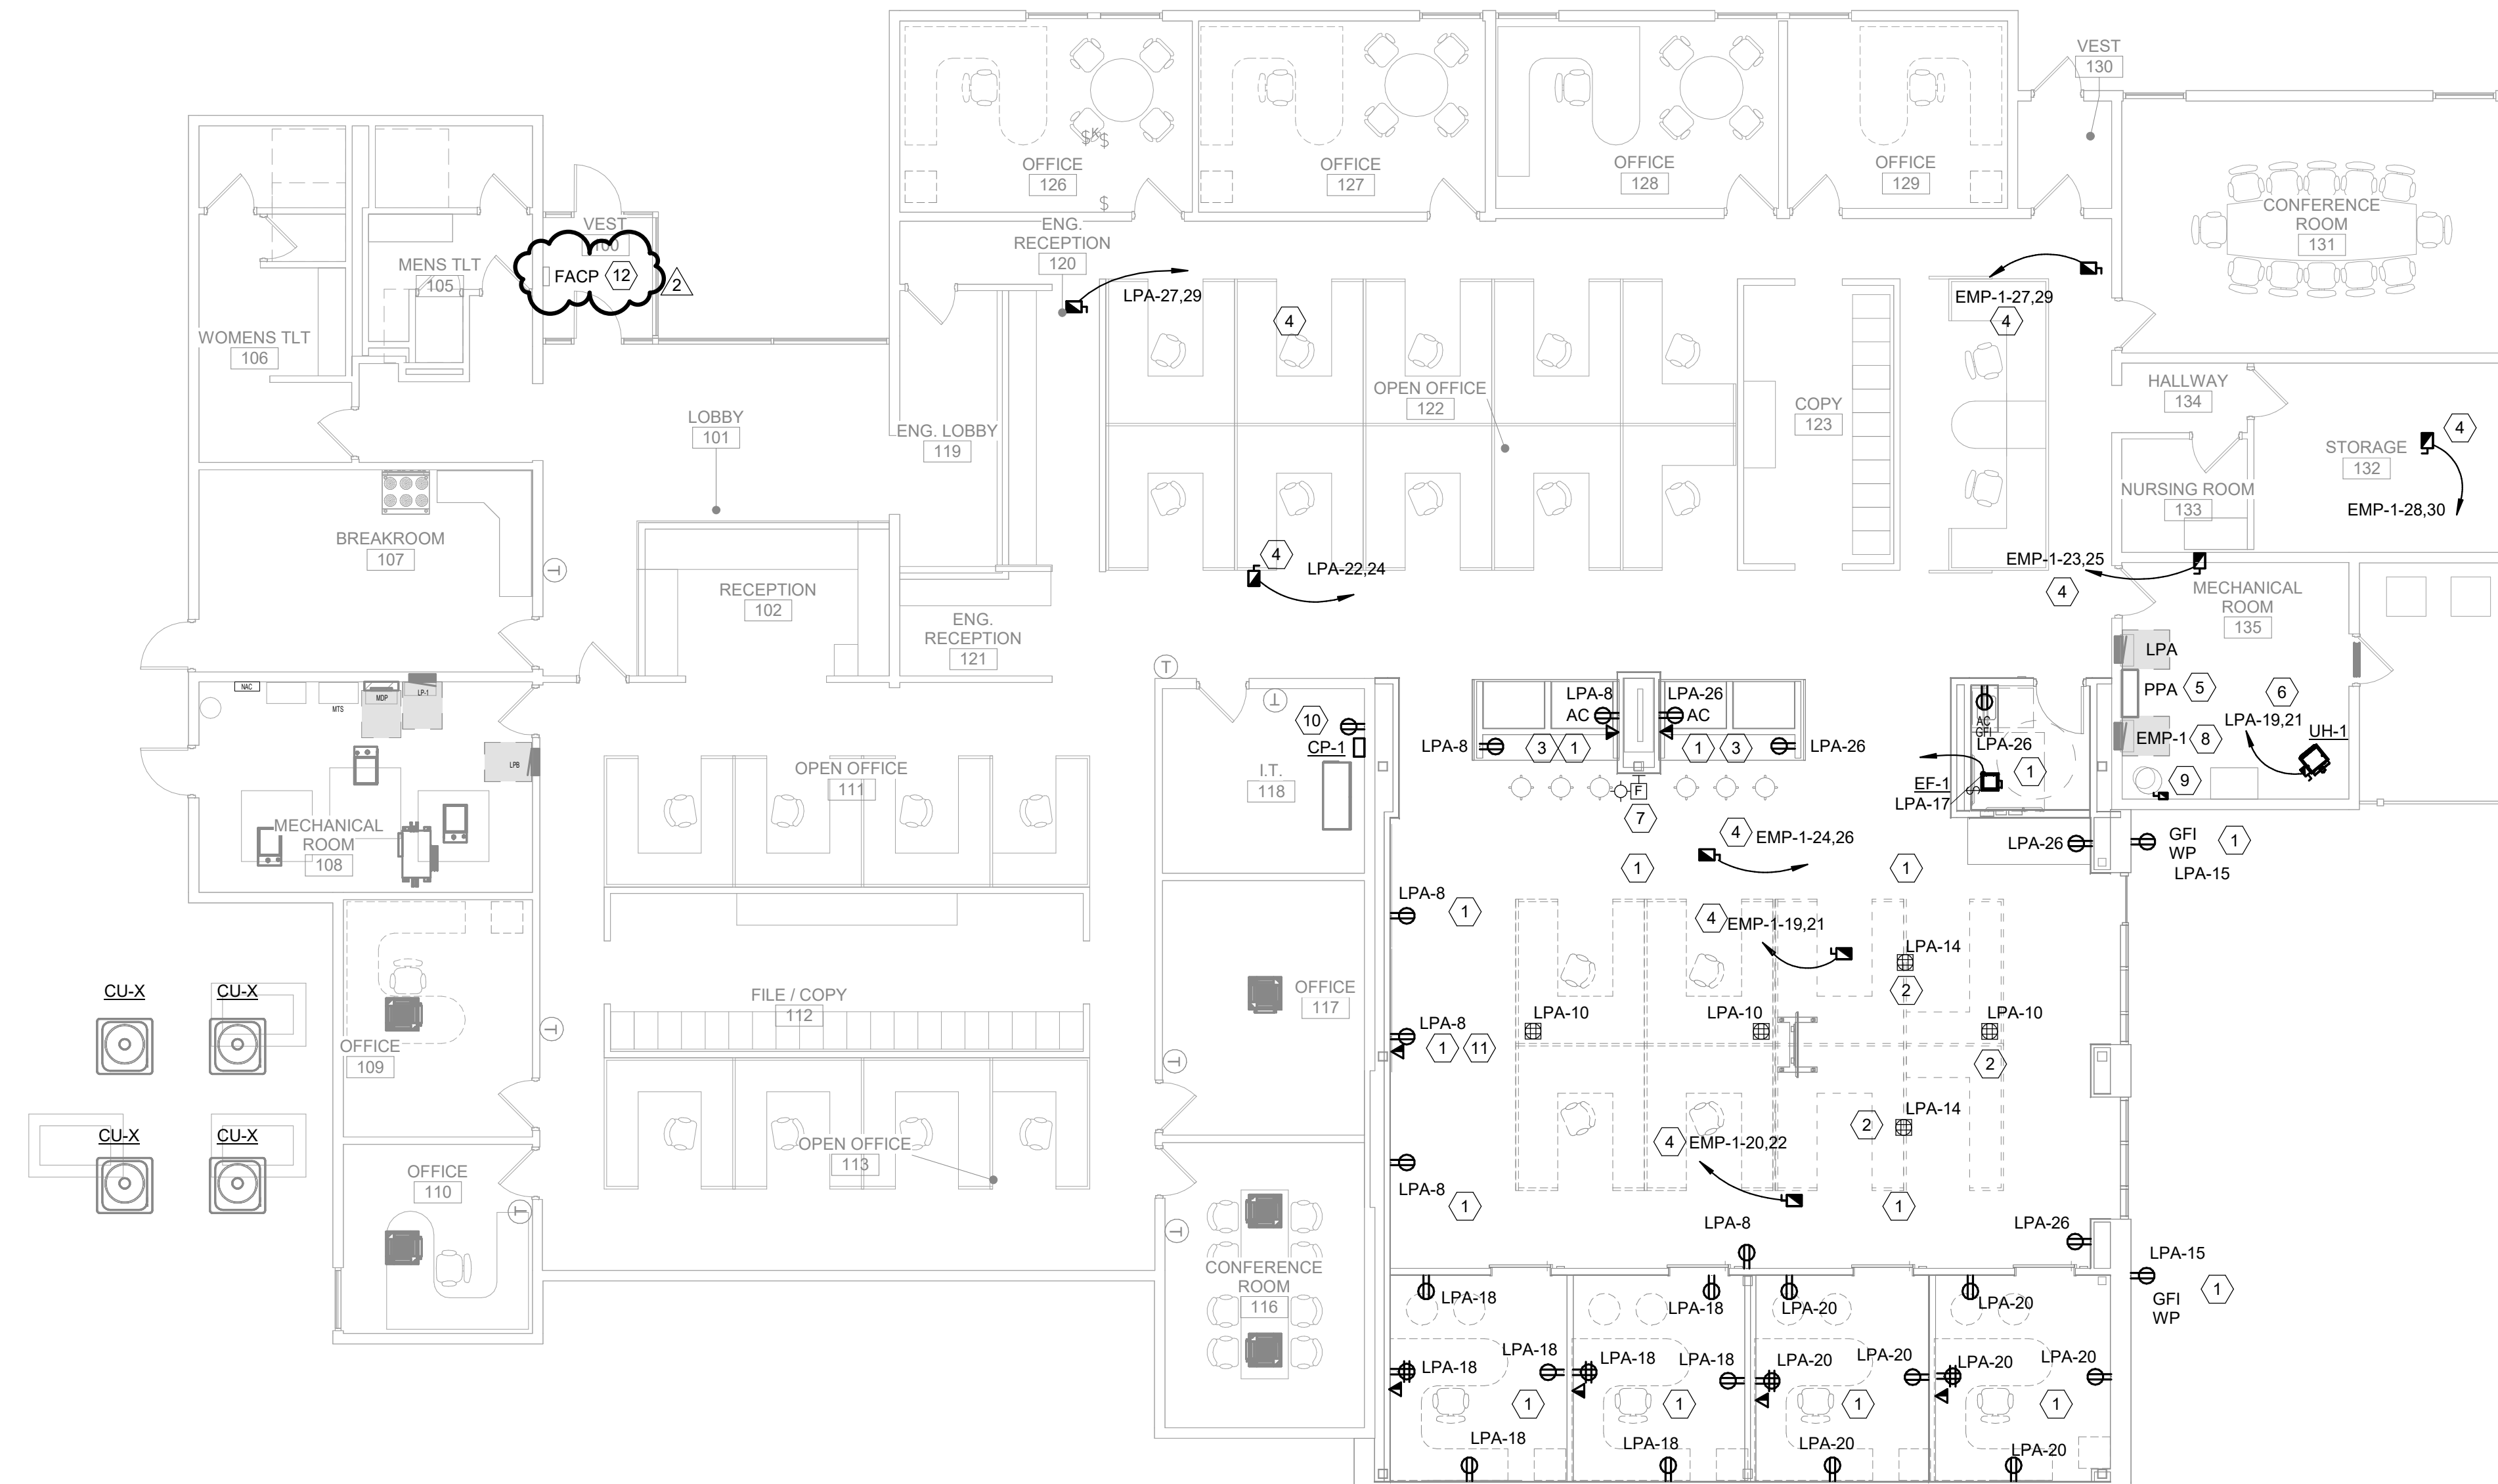 VEST
130
OFFICE
126
OFFICE
127
OFFICE
128
OFFICE
129
$K$
$
CONFERENCE
ROOM
131
VEST
100
FACP 12
2
MENS TLT
105
WOMENS TLT
106
ENG.
RECEPTION
120
LPA-27,29
4
EMP-1-27,29
4
OPEN OFFICE
122
COPY
123
HALLWAY
134
STORAGE
132
4
EMP-1-28,30
NURSING ROOM
133
LOBBY
101
ENG. LOBBY
119
BREAKROOM
107
T
RECEPTION
102
ENG.
RECEPTION
121
4
LPA-22,24
EMP-1-23,25
4
MECHANICAL
ROOM
135
LPA
PPA 5
6
LPA-19,21
UH-1
EMP-1 8
9
NAC
MTS
MDP
LP-1
LPB
MECHANICAL
ROOM
108
OPEN OFFICE
111
T
T
10
CP-1
I.T.
118
LPA-8
LPA-26
AC
AC
LPA-8
3 1
1 3
LPA-26
F
7
AC
GFI
LPA-26
1
EF-1
$
LPA-17
LPA-26
GFI
WP
1
LPA-15
4
EMP-1-24,26
1
1
LPA-8
1
4
EMP-1-19,21
LPA-14
2
LPA-10
LPA-10
LPA-10
2
LPA-8
1 11
LPA-14
2
4
EMP-1-20,22
LPA-8
1
1
LPA-8
LPA-26
LPA-15
1
GFI
WP
CU-X
CU-X
CU-X
CU-X
OFFICE
109
T
FILE / COPY
112
OFFICE
117
T
OPEN OFFICE
113
OFFICE
110
T
T
CONFERENCE
ROOM
116
LPA-18
LPA-18
LPA-20
LPA-20
LPA-18
LPA-18
LPA-18
LPA-18
LPA-20
LPA-20
LPA-20
LPA-20
1
1
1
1
LPA-18
LPA-18
LPA-20
LPA-20